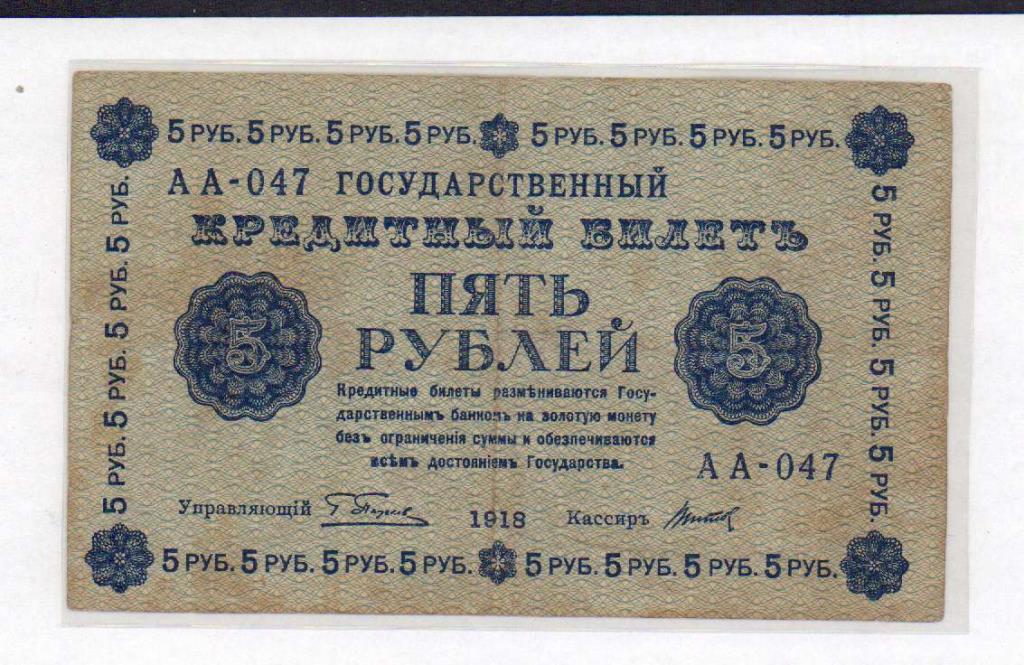 5 РУБ. 5 РУБ. 5 РУБ. 5 РУБ. 5 РУБ. 5 РУБ. 5 РУБ. 5 РУБ.
АА-047 ГОСУДАРСТВЕННЫЙ
КРЕДИТНЫЙ БИЛЕТЪ
ПЯТЬ
РУБЛЕЙ
5
5
Кредитные билеты размѣниваются Госу-
дарственнымъ банкомъ на золотую монету
безъ ограниченія суммы и обезпечиваются
всѣмъ достояніемъ Государства.
АА-047
Управляющій
1918 Кассиръ
5 РУБ. 5 РУБ. 5 РУБ. 5 РУБ. 5 РУБ. 5 РУБ. 5 РУБ. 5 РУБ.
5 РУБ. 5 РУБ. 5 РУБ. 5 РУБ.
5 РУБ. 5 РУБ. 5 РУБ. 5 РУБ.